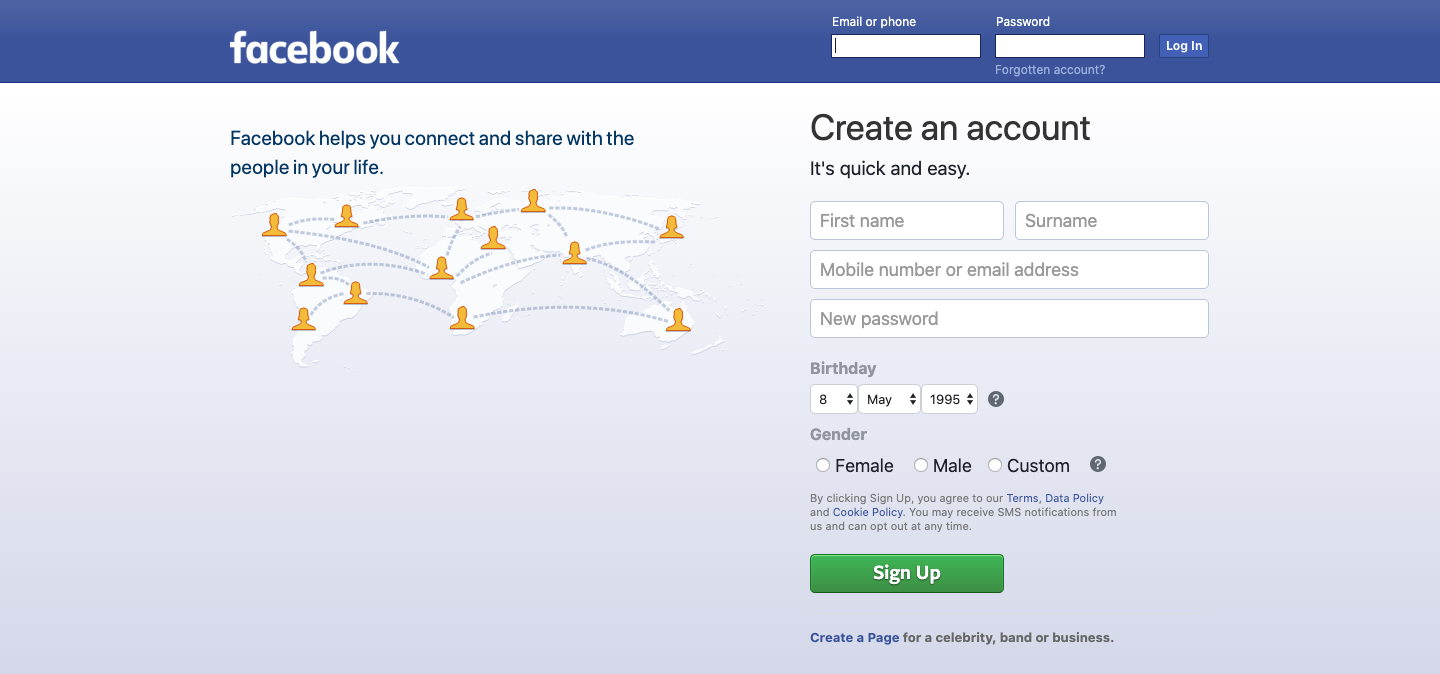 facebook
Email or phone
Password
Log In
Forgotten account?
Facebook helps you connect and share with the
people in your life.
Create an account
It's quick and easy.
First name
Surname
Mobile number or email address
New password
Birthday
8
May
1995
?
Gender
Female
Male
Custom
?
By clicking Sign Up, you agree to our Terms, Data Policy
and Cookie Policy. You may receive SMS notifications from
us and can opt out at any time.
Sign Up
Create a Page for a celebrity, band or business.